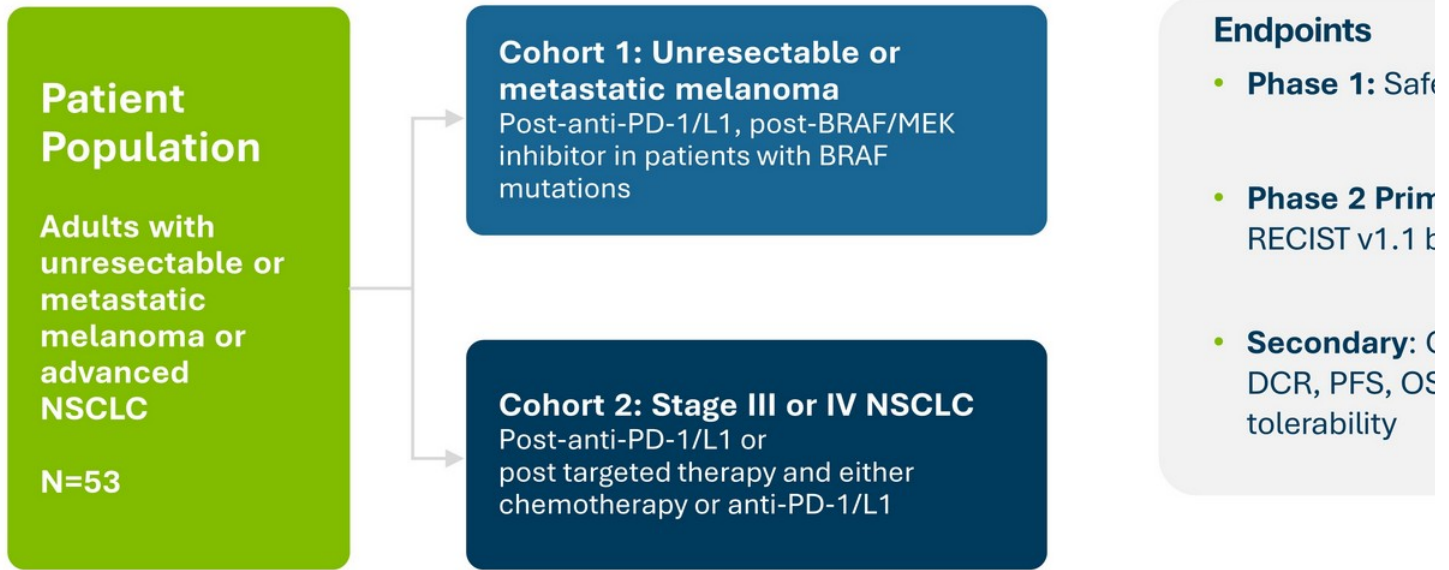 Patient
Population
Adults with
unresectable or
metastatic
melanoma or
advanced
NSCLC
N=53
Cohort 1: Unresectable or
metastatic melanoma
Post-anti-PD-1/L1, post-BRAF/MEK
inhibitor in patients with BRAF
mutations
Cohort 2: Stage III or IV NSCLC
Post-anti-PD-1/L1 or
post targeted therapy and either
chemotherapy or anti-PD-1/L1
Endpoints
• Phase 1:
• Phase 2
RECIST v1.1
• Secondary:
DCR, PFS,
tolerability